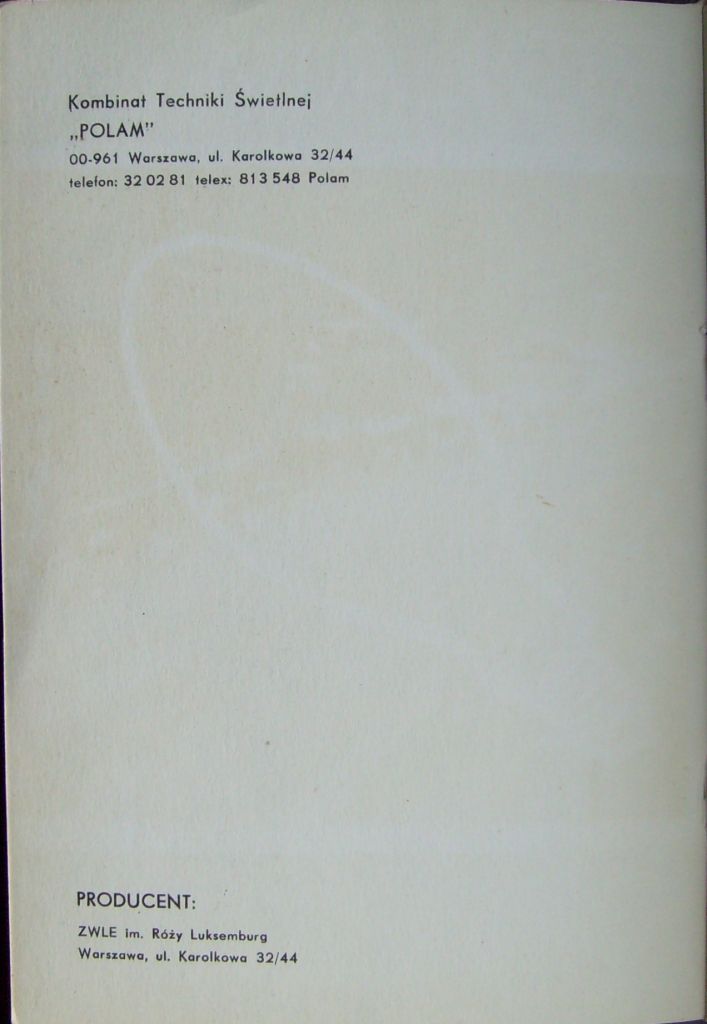 Kombinat Techniki Świetlnej
„POLAM”
00-961 Warszawa, ul. Karolkowa 32/44
telefon: 32 02 81 telex: 813 548 Polam
PRODUCENT:
ZWLE im. Róży Luksemburg
Warszawa, ul. Karolkowa 32/44